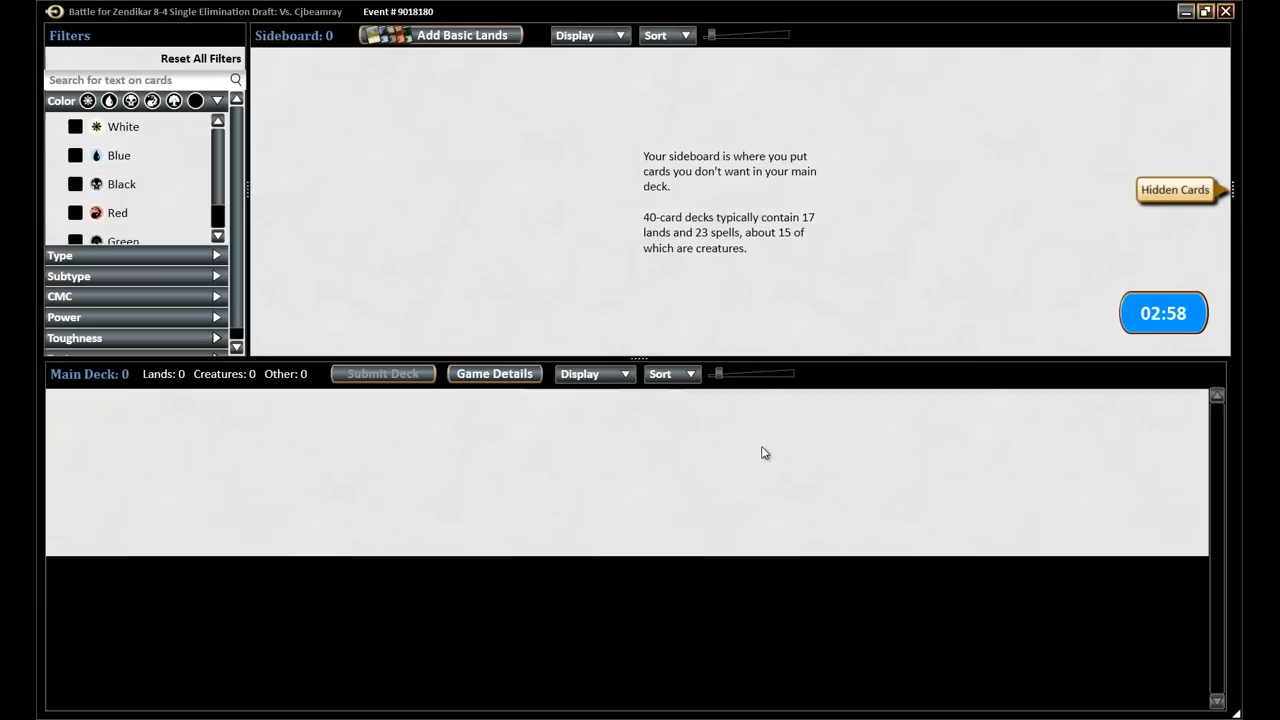 Battle for Zendikar 8-4 Single Elimination Draft: Vs. Cjbeamray Event # 9018180
Filters
Sideboard: 0 Add Basic Lands Display Sort
Reset All Filters
Search for text on cards
Color
White
Blue
Black
Red
Green
Type
Subtype
CMC
Power
Toughness
Your sideboard is where you put
cards you don't want in your main
deck.
40-card decks typically contain 17
lands and 23 spells, about 15 of
which are creatures.
Hidden Cards
02:58
Main Deck: 0 Lands: 0 Creatures: 0 Other: 0 Submit Deck Game Details Display Sort